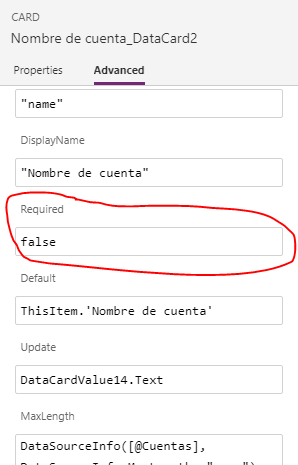 CARD
Nombre de cuenta_DataCard2
Properties Advanced
"name"
DisplayName
"Nombre de cuenta"
Required
false
Default
ThisItem.'Nombre de cuenta'
Update
DataCardValue14.Text
MaxLength
DataSourceInfo([@Cuentas],